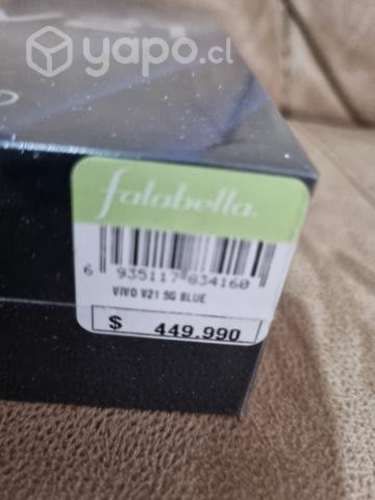 yapo.cl
falabella.
6 935117 834160
VIVO V21 5G BLUE
$ 449.990